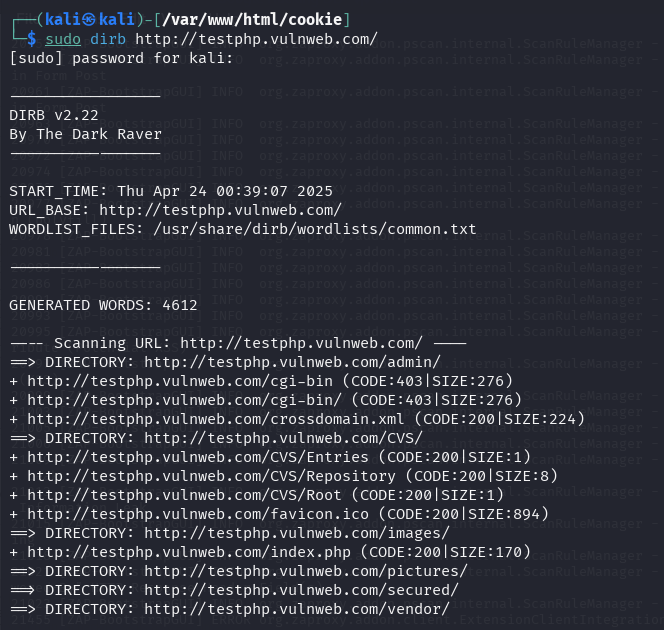 ┌──(kali㉿kali)-[/var/www/html/cookie]
└─$ sudo dirb http://testphp.vulnweb.com/
[sudo] password for kali:
-----------------
DIRB v2.22
By The Dark Raver
-----------------
START_TIME: Thu Apr 24 00:39:07 2025
URL_BASE: http://testphp.vulnweb.com/
WORDLIST_FILES: /usr/share/dirb/wordlists/common.txt
-----------------
GENERATED WORDS: 4612
---- Scanning URL: http://testphp.vulnweb.com/ ----
==> DIRECTORY: http://testphp.vulnweb.com/admin/
+ http://testphp.vulnweb.com/cgi-bin (CODE:403|SIZE:276)
+ http://testphp.vulnweb.com/cgi-bin/ (CODE:403|SIZE:276)
+ http://testphp.vulnweb.com/crossdomain.xml (CODE:200|SIZE:224)
==> DIRECTORY: http://testphp.vulnweb.com/CVS/
+ http://testphp.vulnweb.com/CVS/Entries (CODE:200|SIZE:1)
+ http://testphp.vulnweb.com/CVS/Repository (CODE:200|SIZE:8)
+ http://testphp.vulnweb.com/CVS/Root (CODE:200|SIZE:1)
+ http://testphp.vulnweb.com/favicon.ico (CODE:200|SIZE:894)
==> DIRECTORY: http://testphp.vulnweb.com/images/
+ http://testphp.vulnweb.com/index.php (CODE:200|SIZE:170)
==> DIRECTORY: http://testphp.vulnweb.com/pictures/
==> DIRECTORY: http://testphp.vulnweb.com/secured/
==> DIRECTORY: http://testphp.vulnweb.com/vendor/